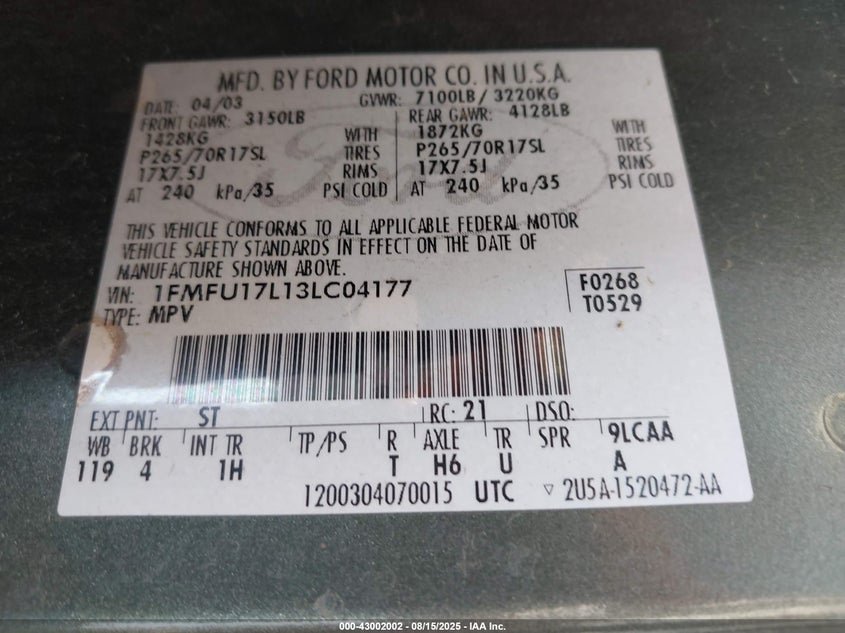 MFD. BY FORD MOTOR CO. IN U.S.A.
DATE: 04/03 GVWR: 7100LB / 3220KG
FRONT GAWR: 3150LB REAR GAWR: 4128LB
1428KG WITH 1872KG WITH
P265/70R17SL TIRES P265/70R17SL TIRES
17X7.5J RIMS 17X7.5J RIMS
AT 240 kPa/35 PSI COLD AT 240 kPa/35 PSI COLD
Ford
THIS VEHICLE CONFORMS TO ALL APPLICABLE FEDERAL MOTOR
VEHICLE SAFETY STANDARDS IN EFFECT ON THE DATE OF
MANUFACTURE SHOWN ABOVE.
VIN: 1FMFU17L13LC04177 F0268
TYPE: MPV T0529
EXT PNT: ST RC: 21 DSO:
WB BRK INT TR TP/PS R AXLE TR SPR 9LCAA
119 4 1H T H6 U A
1200304070015 UTC ▽ 2U5A-1520472-AA
000-43002002 - 08/15/2025 - IAA Inc.